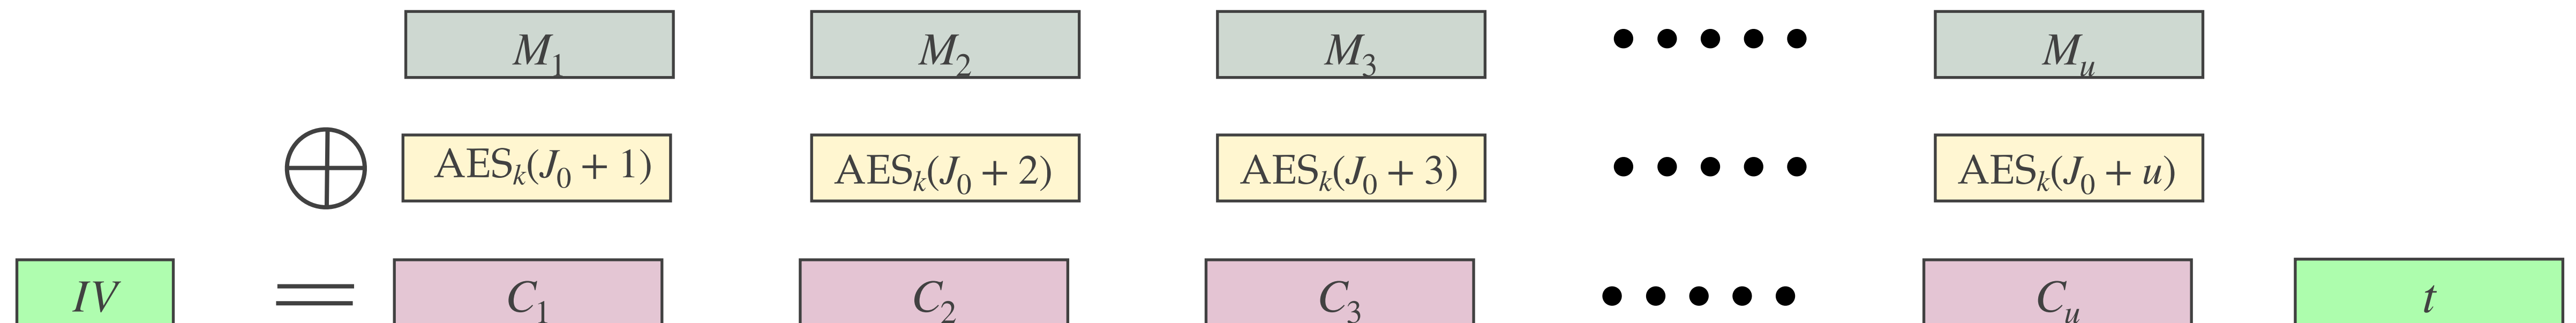 M₁ M₂ M₃ ••••• Mᵤ
⊕ AESₖ(J₀ + 1) AESₖ(J₀ + 2) AESₖ(J₀ + 3) ••••• AESₖ(J₀ + u)
IV = C₁ C₂ C₃ ••••• Cᵤ t